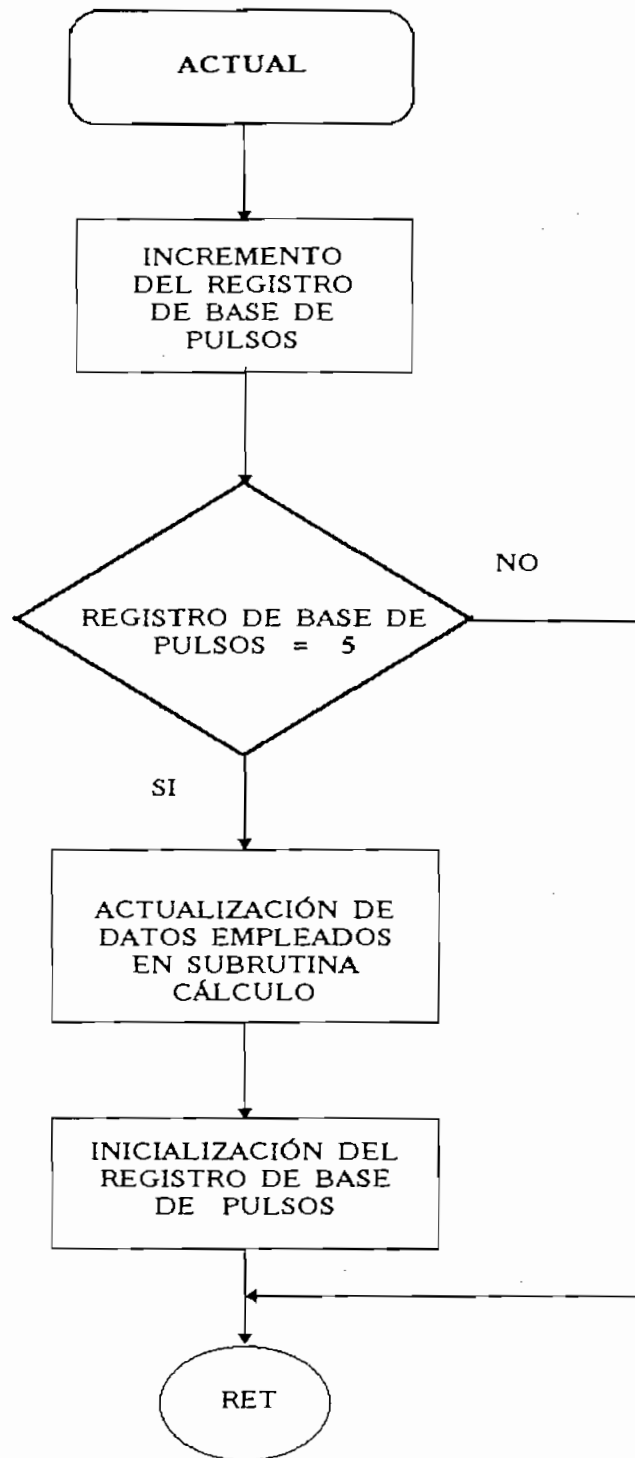 ACTUAL
INCREMENTO
DEL REGISTRO
DE BASE DE
PULSOS
NO
REGISTRO DE BASE DE
PULSOS = 5
SI
ACTUALIZACIÓN DE
DATOS EMPLEADOS
EN SUBRUTINA
CÁLCULO
INICIALIZACIÓN DEL
REGISTRO DE BASE
DE PULSOS
RET